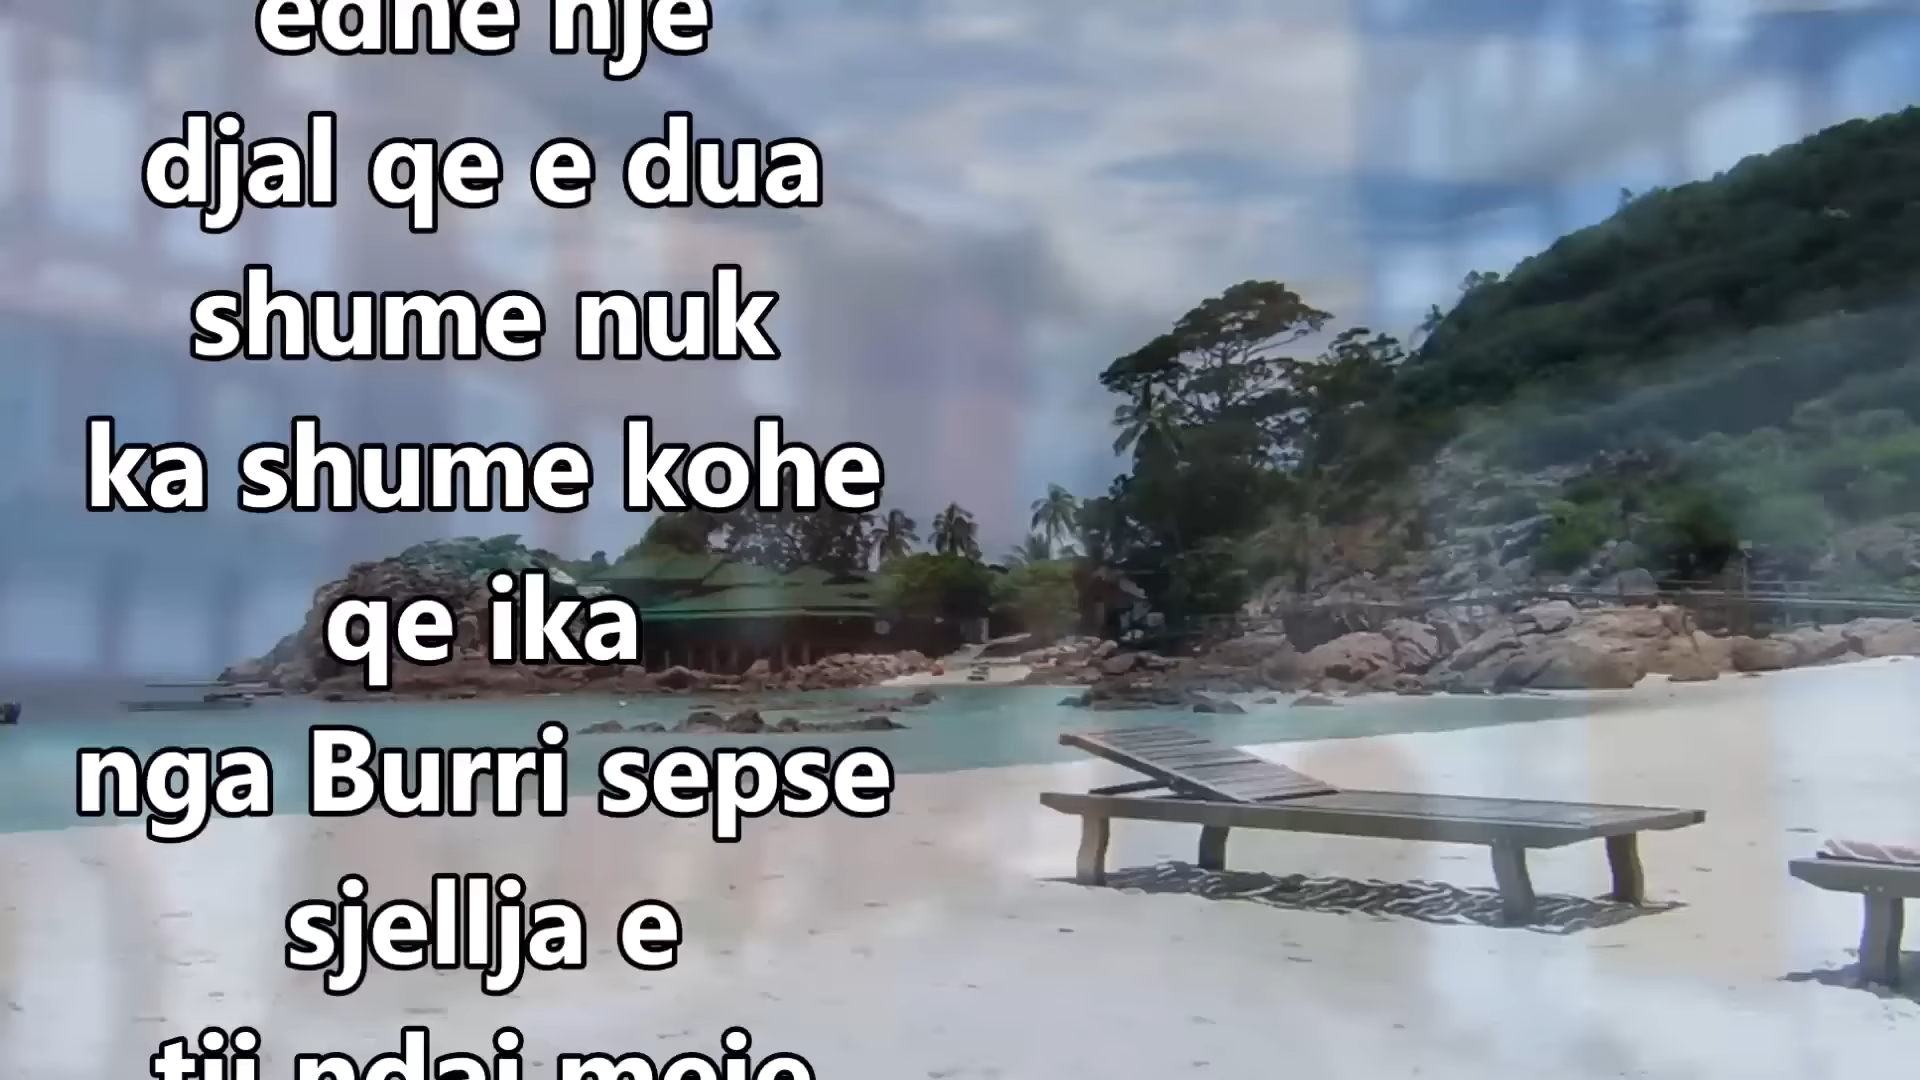 edhe nje
djal qe e dua
shume nuk
ka shume kohe
qe ika
nga Burri sepse
sjellja e
tij ndaj meje